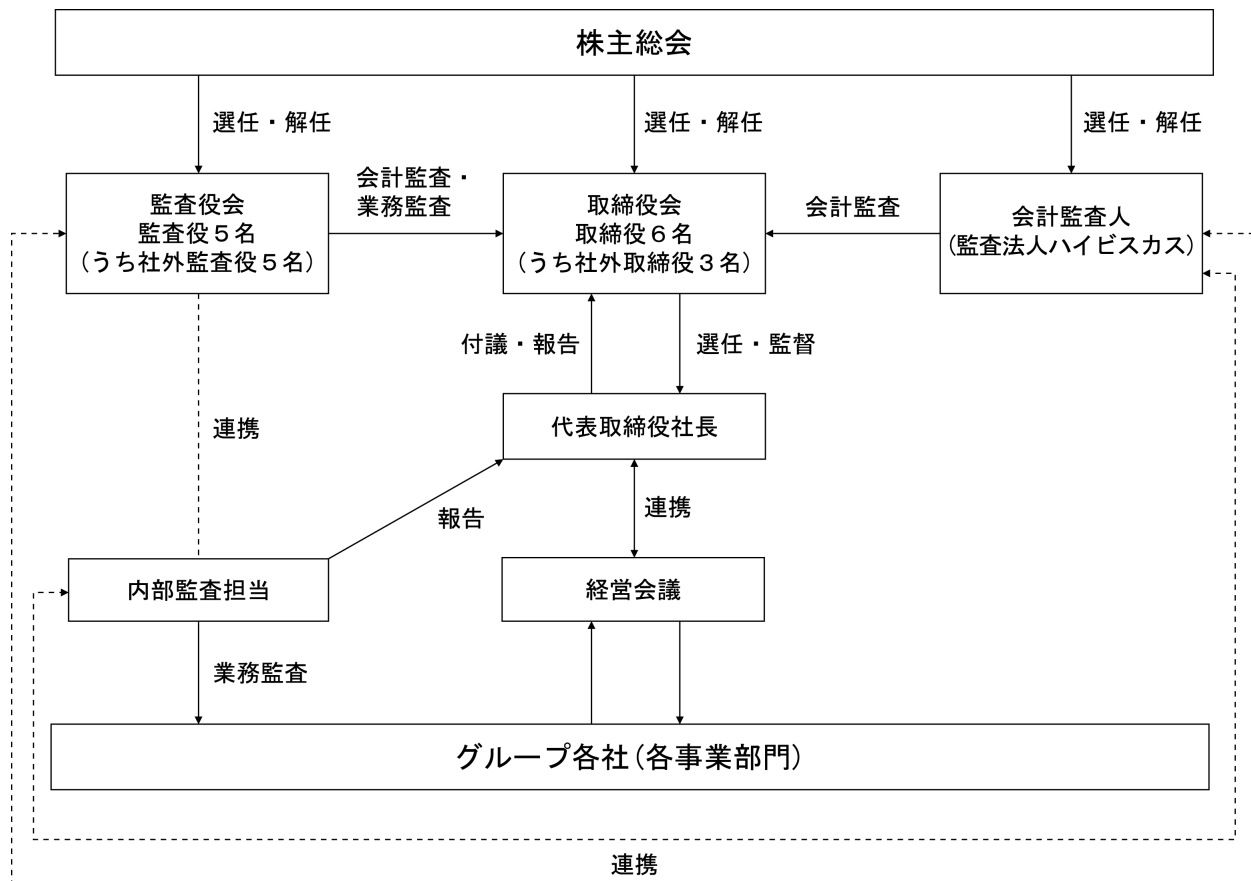 株主総会
選任・解任
選任・解任
選任・解任
監査役会
監査役５名
（うち社外監査役５名）
会計監査・
業務監査
取締役会
取締役６名
（うち社外取締役３名）
会計監査
会計監査人
（監査法人ハイビスカス）
付議・報告
選任・監督
連携
代表取締役社長
報告
連携
内部監査担当
経営会議
業務監査
グループ各社（各事業部門）
連携